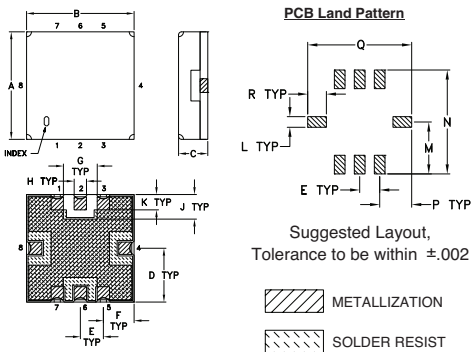 PCB Land Pattern
B
7 6 5
A
8
4
INDEX
1 2 3
C
Q
R TYP
L TYP
N
M
E TYP
P TYP
G
TYP
H TYP
1 2 3
K TYP
J TYP
8
4
D TYP
7 6 5
F
E
TYP
TYP
Suggested Layout,
Tolerance to be within ±.002
METALLIZATION
SOLDER RESIST